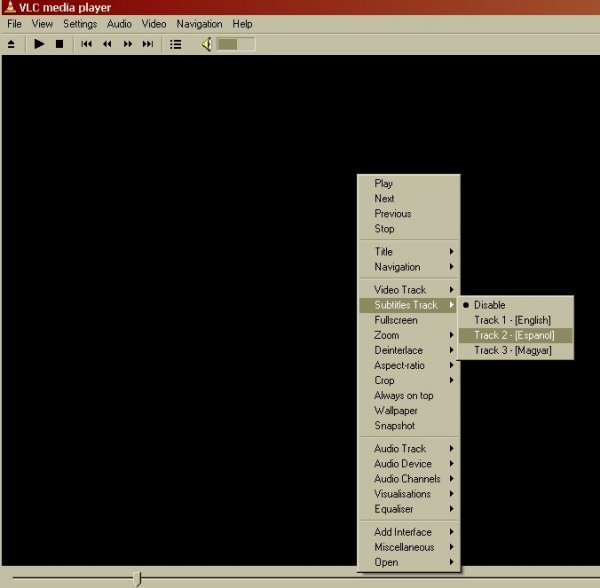 VLC media player
File View Settings Audio Video Navigation Help
Play
Next
Previous
Stop
Title
Navigation
Video Track
Subtitles Track
Disable
Fullscreen
Track 1 - [English]
Zoom
Track 2 - [Espanol]
Deinterlace
Track 3 - [Magyar]
Aspect-ratio
Crop
Always on top
Wallpaper
Snapshot
Audio Track
Audio Device
Audio Channels
Visualisations
Equaliser
Add Interface
Miscellaneous
Open